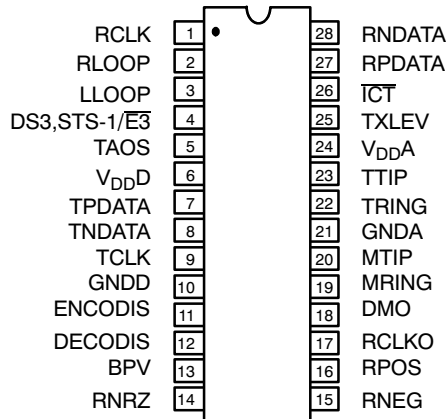 RCLK 1 28 RNDATA
RLOOP 2 27 RPDATA
LLOOP 3 26 I̅C̅T̅
DS3,STS-1/E̅3̅ 4 25 TXLEV
TAOS 5 24 VDDA
VDDD 6 23 TTIP
TPDATA 7 22 TRING
TNDATA 8 21 GNDA
TCLK 9 20 MTIP
GNDD 10 19 MRING
ENCODIS 11 18 DMO
DECODIS 12 17 RCLKO
BPV 13 16 RPOS
RNRZ 14 15 RNEG